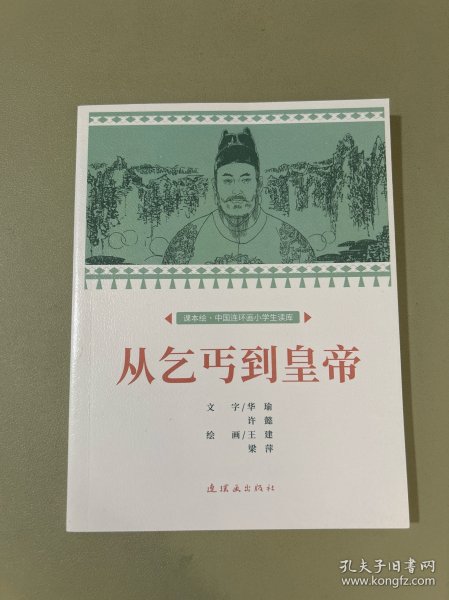 课本绘·中国连环画小学生读库
从乞丐到皇帝
文 字/华 瑜
许 懿
绘 画/王 建
梁 萍
连环画出版社
孔夫子旧书网
www.kongfz.com